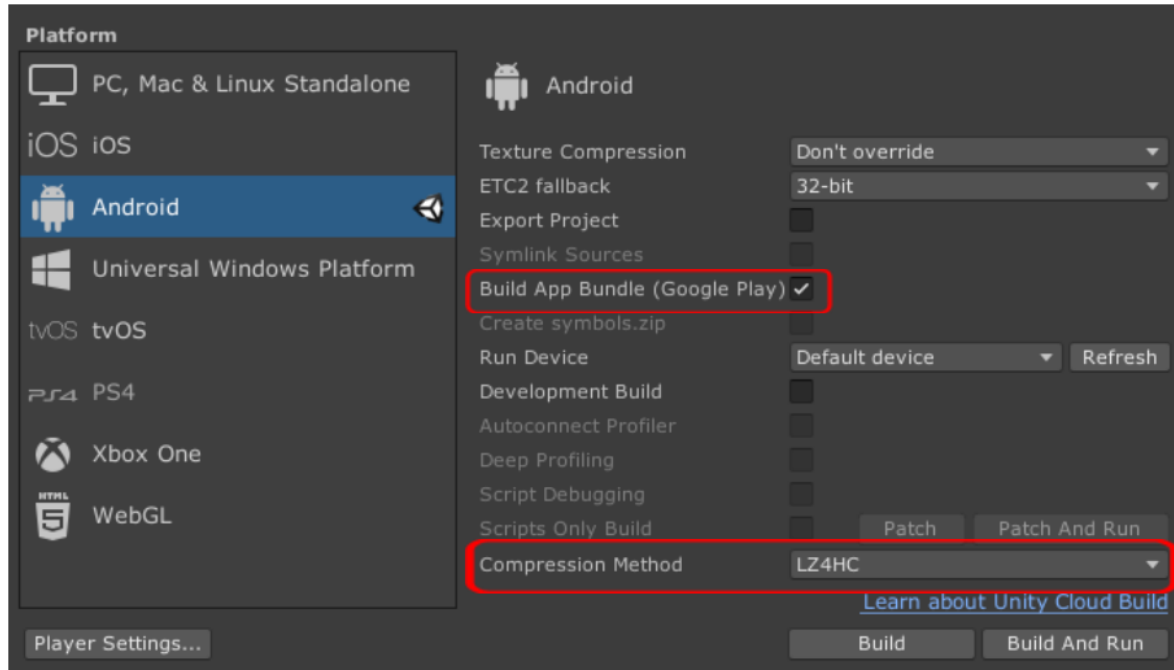 Platform
PC, Mac & Linux Standalone
iOS iOS
Android
Universal Windows Platform
tvOS tvOS
PS4 PS4
Xbox One
HTML
5
WebGL
Player Settings...
Android
Texture Compression Don't override
ETC2 fallback 32-bit
Export Project
Symlink Sources
Build App Bundle (Google Play)
Create symbols.zip
Run Device Default device Refresh
Development Build
Autoconnect Profiler
Deep Profiling
Script Debugging
Scripts Only Build Patch Patch And Run
Compression Method LZ4HC
Learn about Unity Cloud Build
Build Build And Run